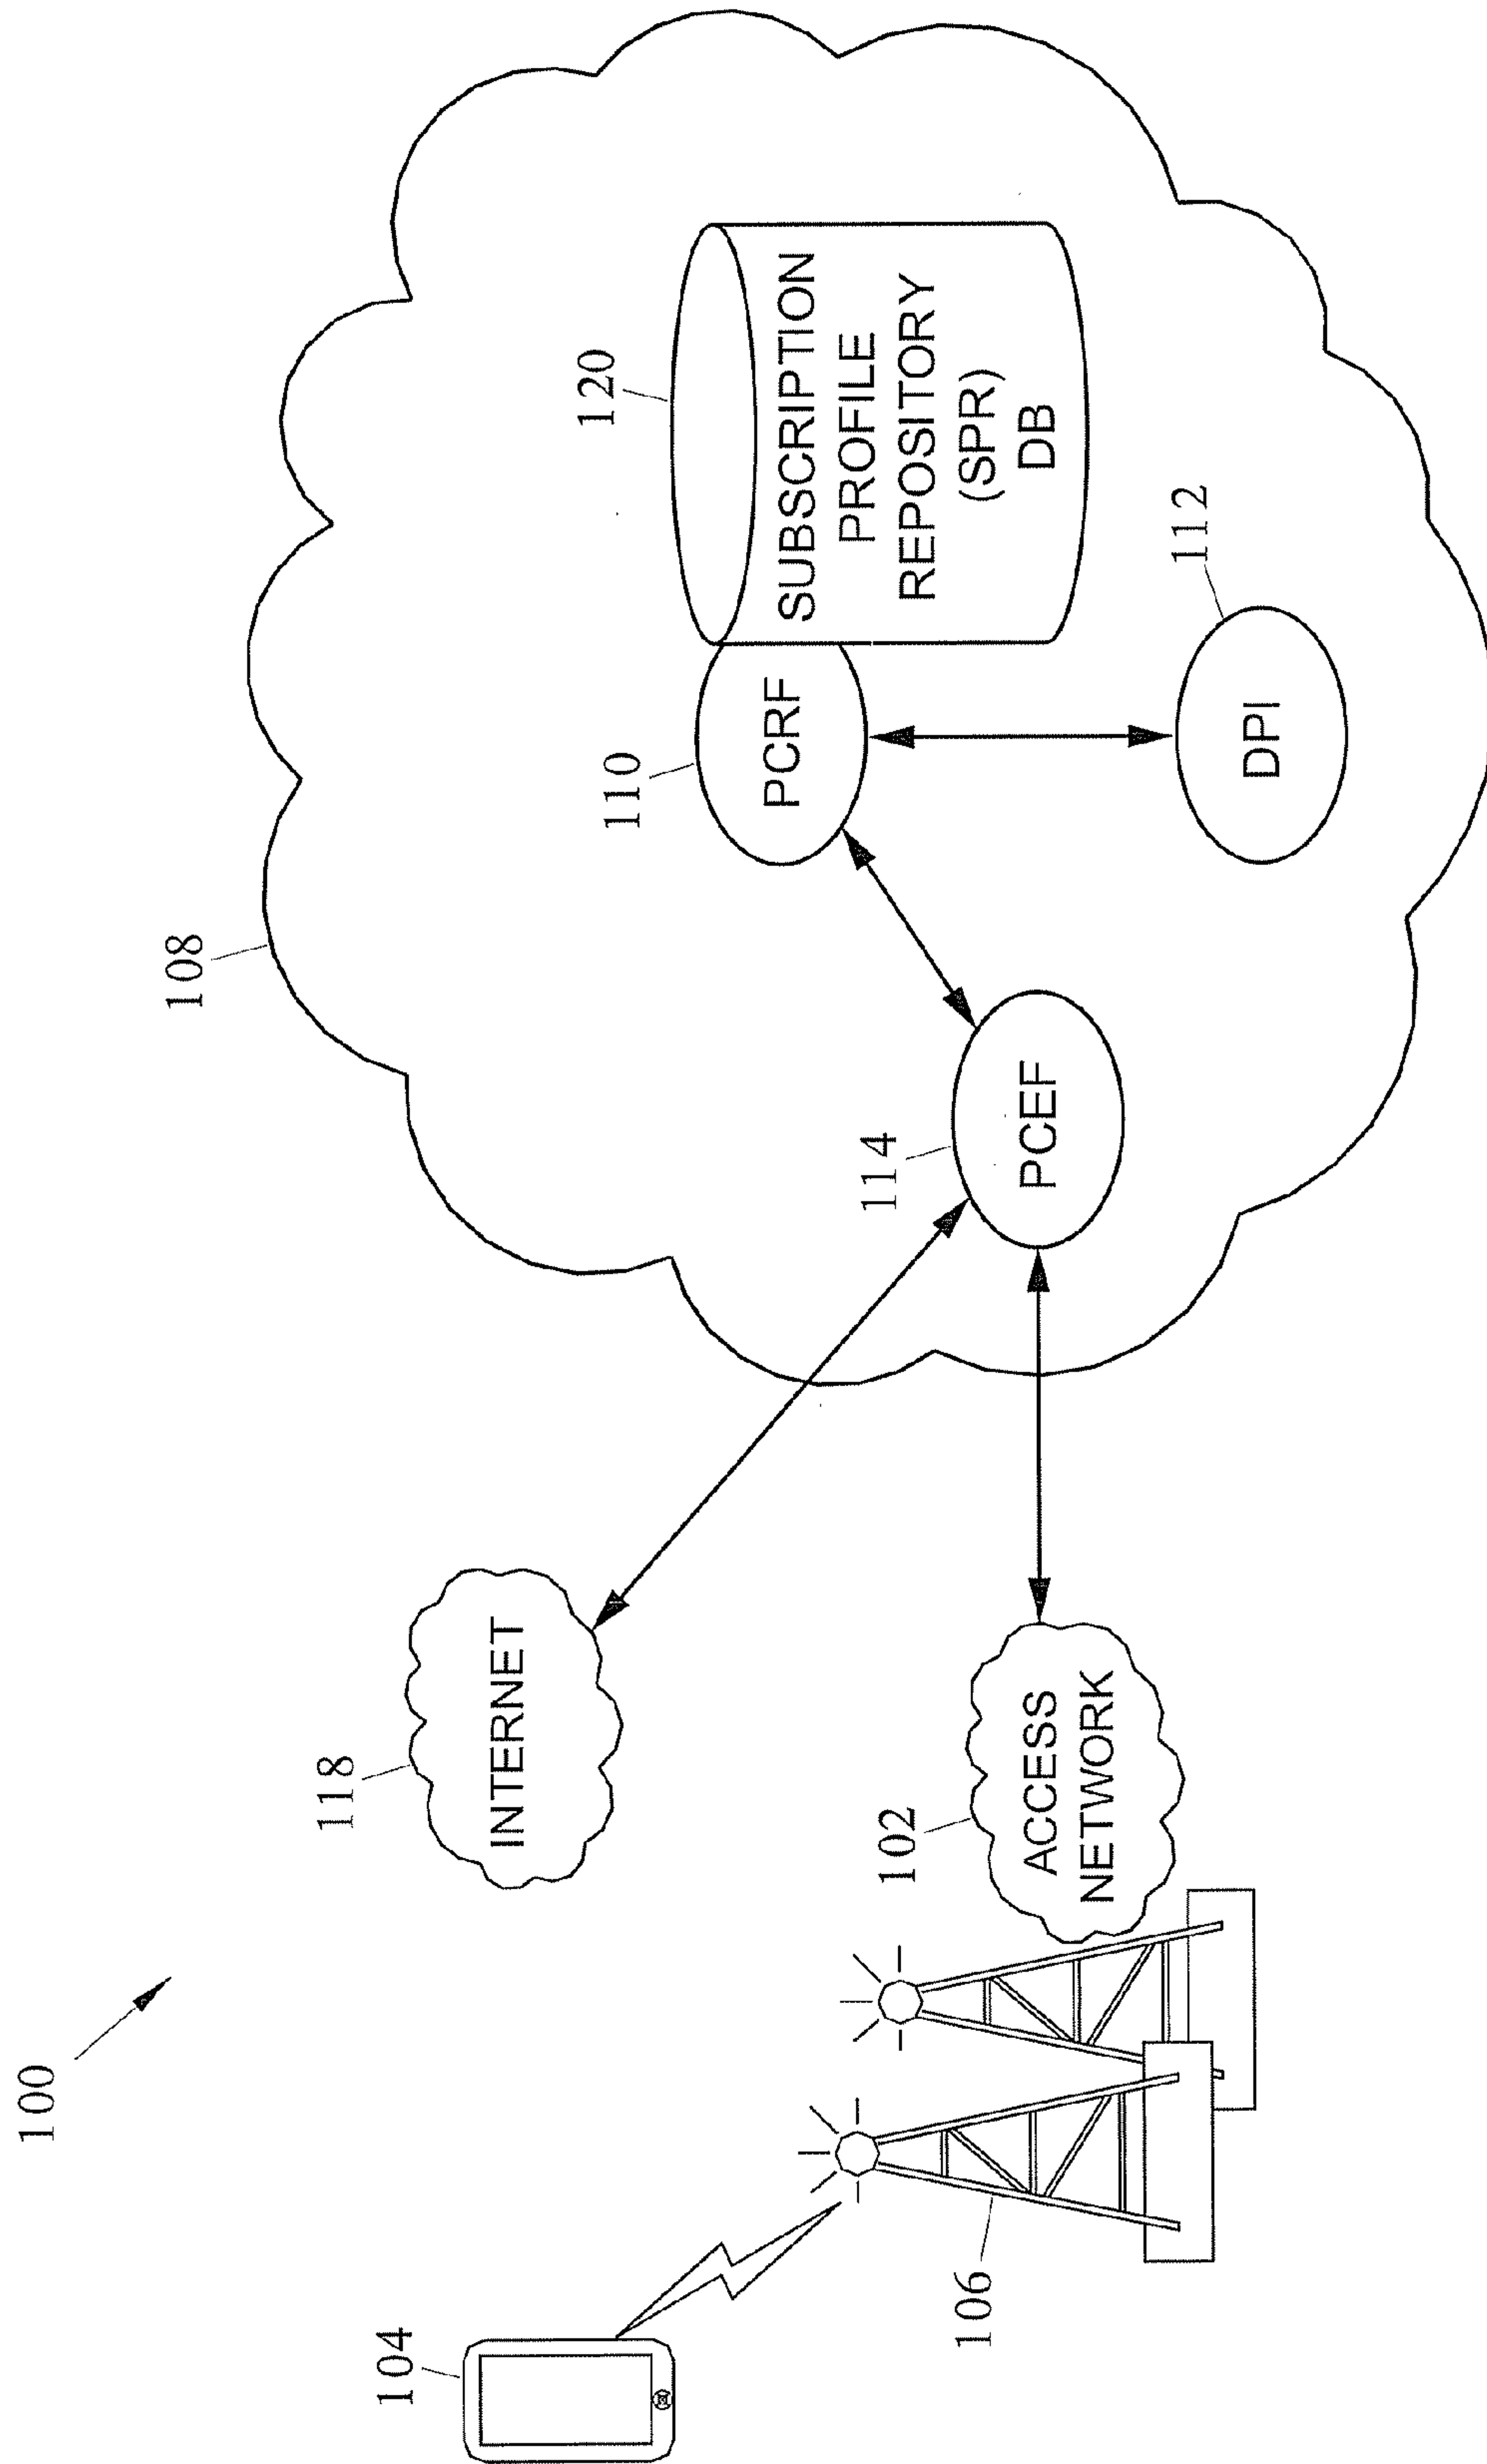 100
108
120
SUBSCRIPTION
PROFILE
REPOSITORY
(SPR)
DB
110
PCRF
112
DPI
114
PCEF
118
INTERNET
102
ACCESS
NETWORK
104
106